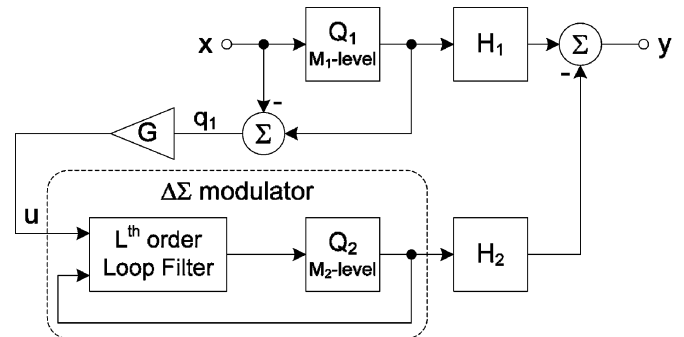 x
Q₁
M₁-level
H₁
Σ
y
-
-
G
q₁
Σ
ΔΣ modulator
u
Lᵗʰ order
Loop Filter
Q₂
M₂-level
H₂